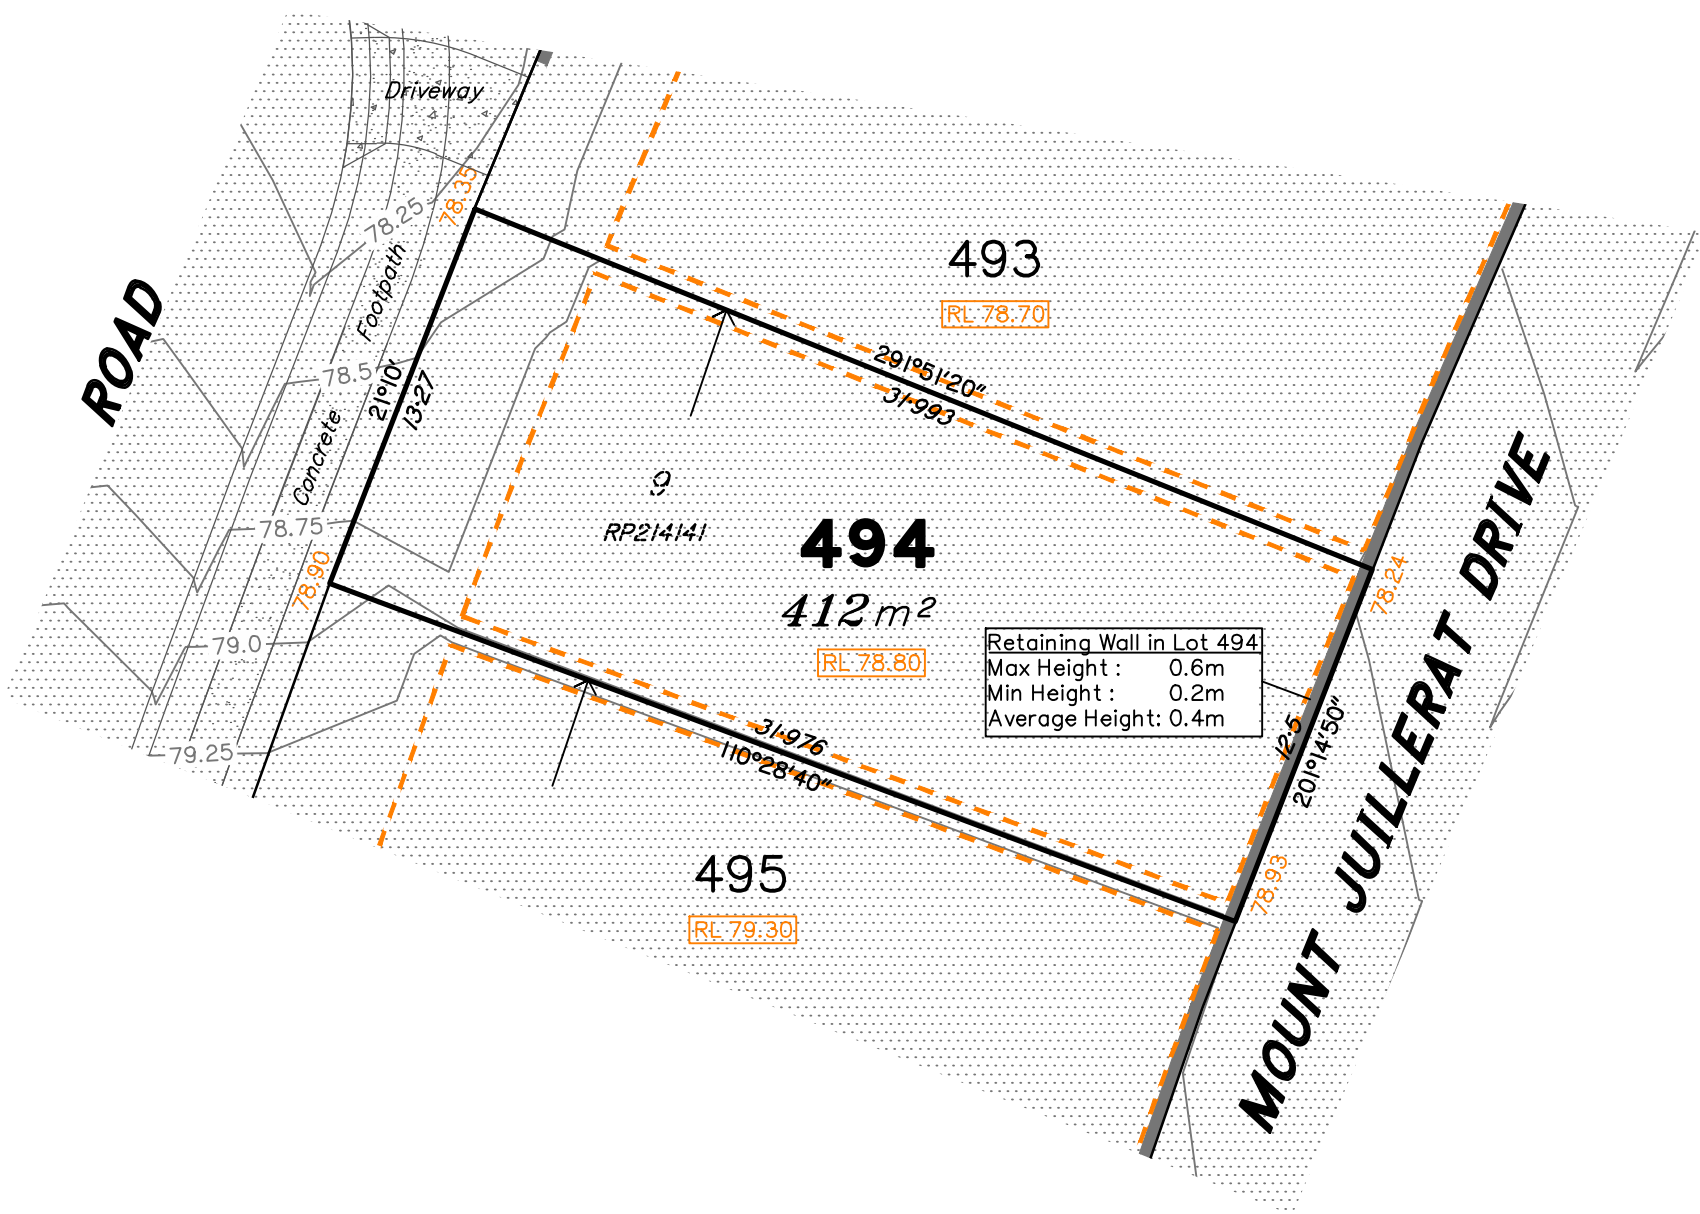 Driveway
78.35
78.25
493
RL 78.70
Footpath
ROAD
291°51'20"
31·993
78.5
21°10'
13·27
Concrete
9
RP214141
78.75
494
412 m²
RL 78.80
78.90
78.24
79.0
Retaining Wall in Lot 494
Max Height : 0.6m
Min Height : 0.2m
Average Height: 0.4m
31·976
110°28'40"
12·5
201°14'50"
79.25
495
RL 79.30
78.93
MOUNT JUILLERAT DRIVE